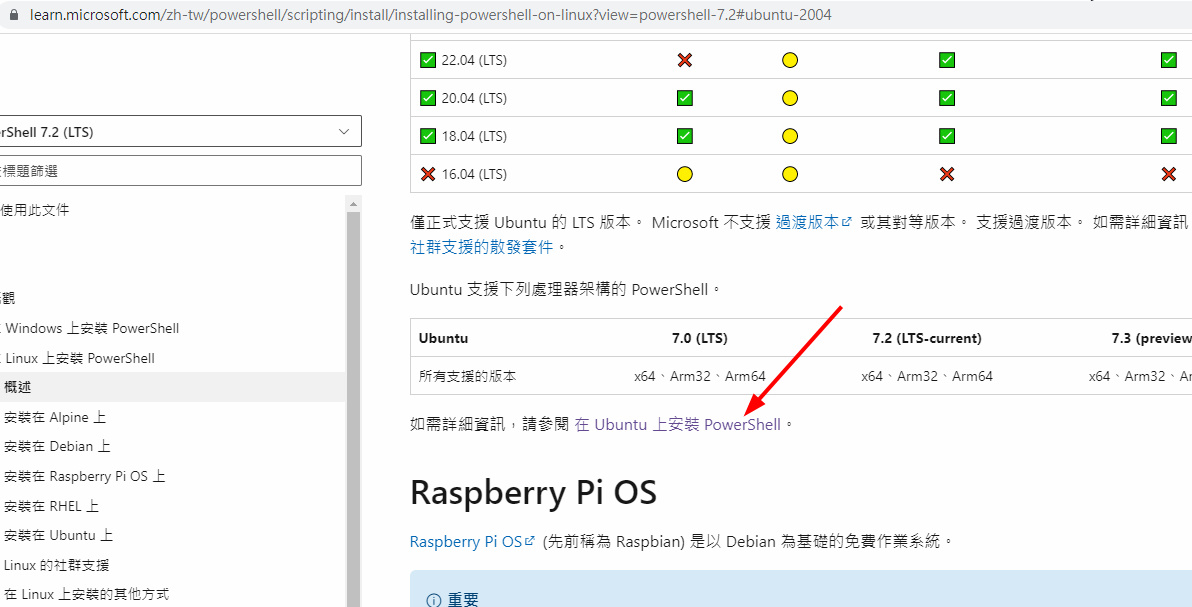 learn.microsoft.com/zh-tw/powershell/scripting/install/installing-powershell-on-linux?view=powershell-7.2#ubuntu-2004
22.04 (LTS)
20.04 (LTS)
18.04 (LTS)
16.04 (LTS)
rShell 7.2 (LTS)
標題篩選
使用此文件
觀
Windows 上安裝 PowerShell
Linux 上安裝 PowerShell
概述
安裝在 Alpine 上
安裝在 Debian 上
安裝在 Raspberry Pi OS 上
安裝在 RHEL 上
安裝在 Ubuntu 上
Linux 的社群支援
在 Linux 上安裝的其他方式
僅正式支援 Ubuntu 的 LTS 版本。 Microsoft 不支援 過渡版本 或其對等版本。 支援過渡版本。 如需詳細資訊
社群支援的散發套件。
Ubuntu 支援下列處理器架構的 PowerShell。
Ubuntu 7.0 (LTS) 7.2 (LTS-current) 7.3 (preview
所有支援的版本 x64、Arm32、Arm64 x64、Arm32、Arm64 x64、Arm32、Ar
如需詳細資訊，請參閱 在 Ubuntu 上安裝 PowerShell。
Raspberry Pi OS
Raspberry Pi OS (先前稱為 Raspbian) 是以 Debian 為基礎的免費作業系統。
重要